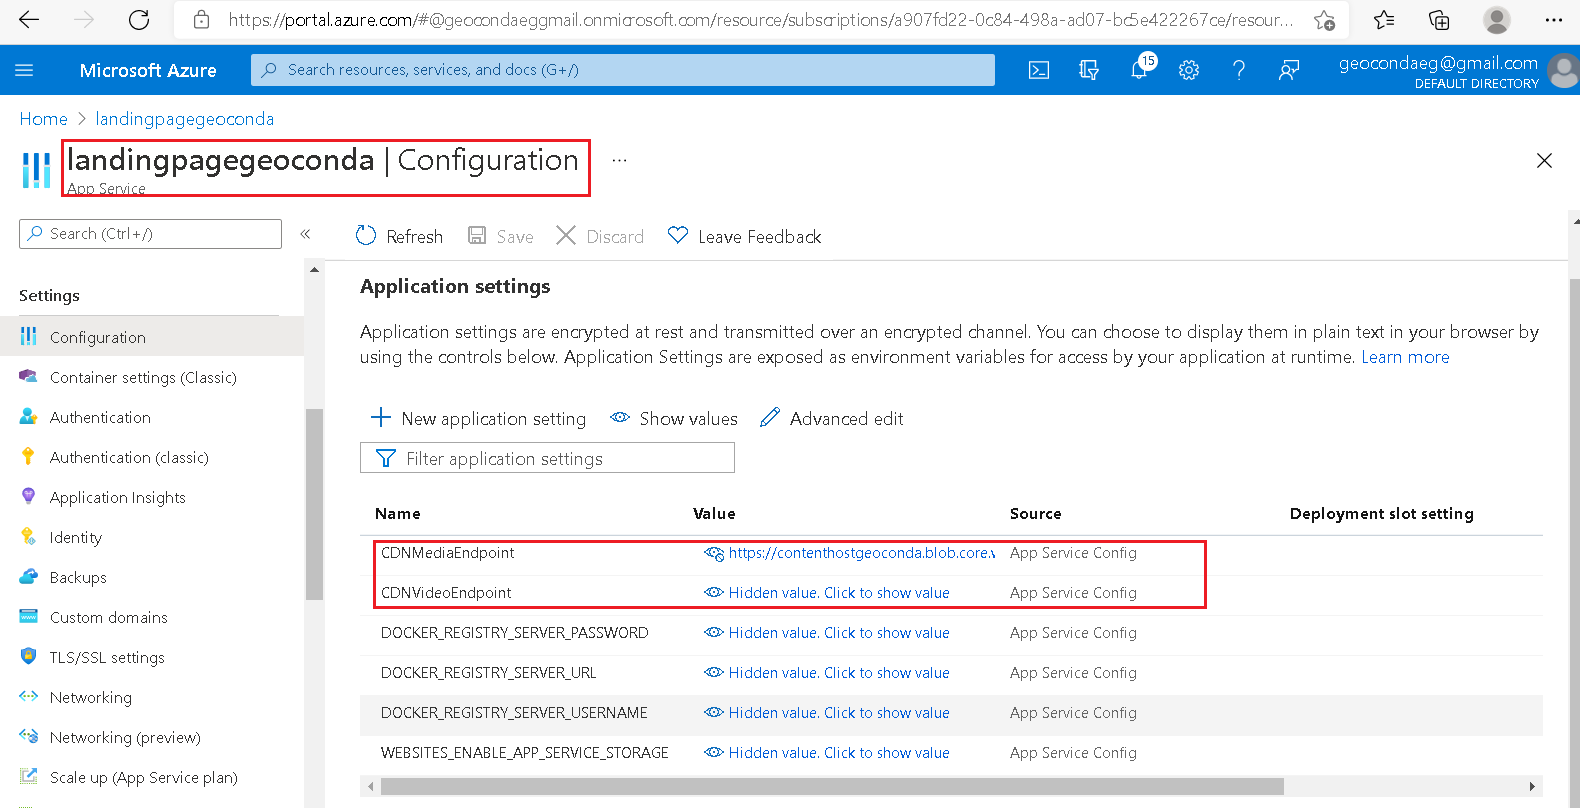 https://portal.azure.com/#@geocondaeggmail.onmicrosoft.com/resource/subscriptions/a907fd22-0c84-498a-ad07-bc5e422267ce/resour...
Microsoft Azure
Search resources, services, and docs (G+/)
15
geocondaeg@gmail.com
DEFAULT DIRECTORY
Home > landingpagegeoconda
landingpagegeoconda | Configuration ...
App Service
Search (Ctrl+/)
«
Refresh Save Discard Leave Feedback
Settings
Configuration
Container settings (Classic)
Authentication
Authentication (classic)
Application Insights
Identity
Backups
Custom domains
TLS/SSL settings
Networking
Networking (preview)
Scale up (App Service plan)
Application settings
Application settings are encrypted at rest and transmitted over an encrypted channel. You can choose to display them in plain text in your browser by
using the controls below. Application Settings are exposed as environment variables for access by your application at runtime. Learn more
New application setting Show values Advanced edit
Filter application settings
Name Value Source Deployment slot setting
CDNMediaEndpoint https://contenthostgeoconda.blob.core. App Service Config
CDNVideoEndpoint Hidden value. Click to show value App Service Config
DOCKER_REGISTRY_SERVER_PASSWORD Hidden value. Click to show value App Service Config
DOCKER_REGISTRY_SERVER_URL Hidden value. Click to show value App Service Config
DOCKER_REGISTRY_SERVER_USERNAME Hidden value. Click to show value App Service Config
WEBSITES_ENABLE_APP_SERVICE_STORAGE Hidden value. Click to show value App Service Config